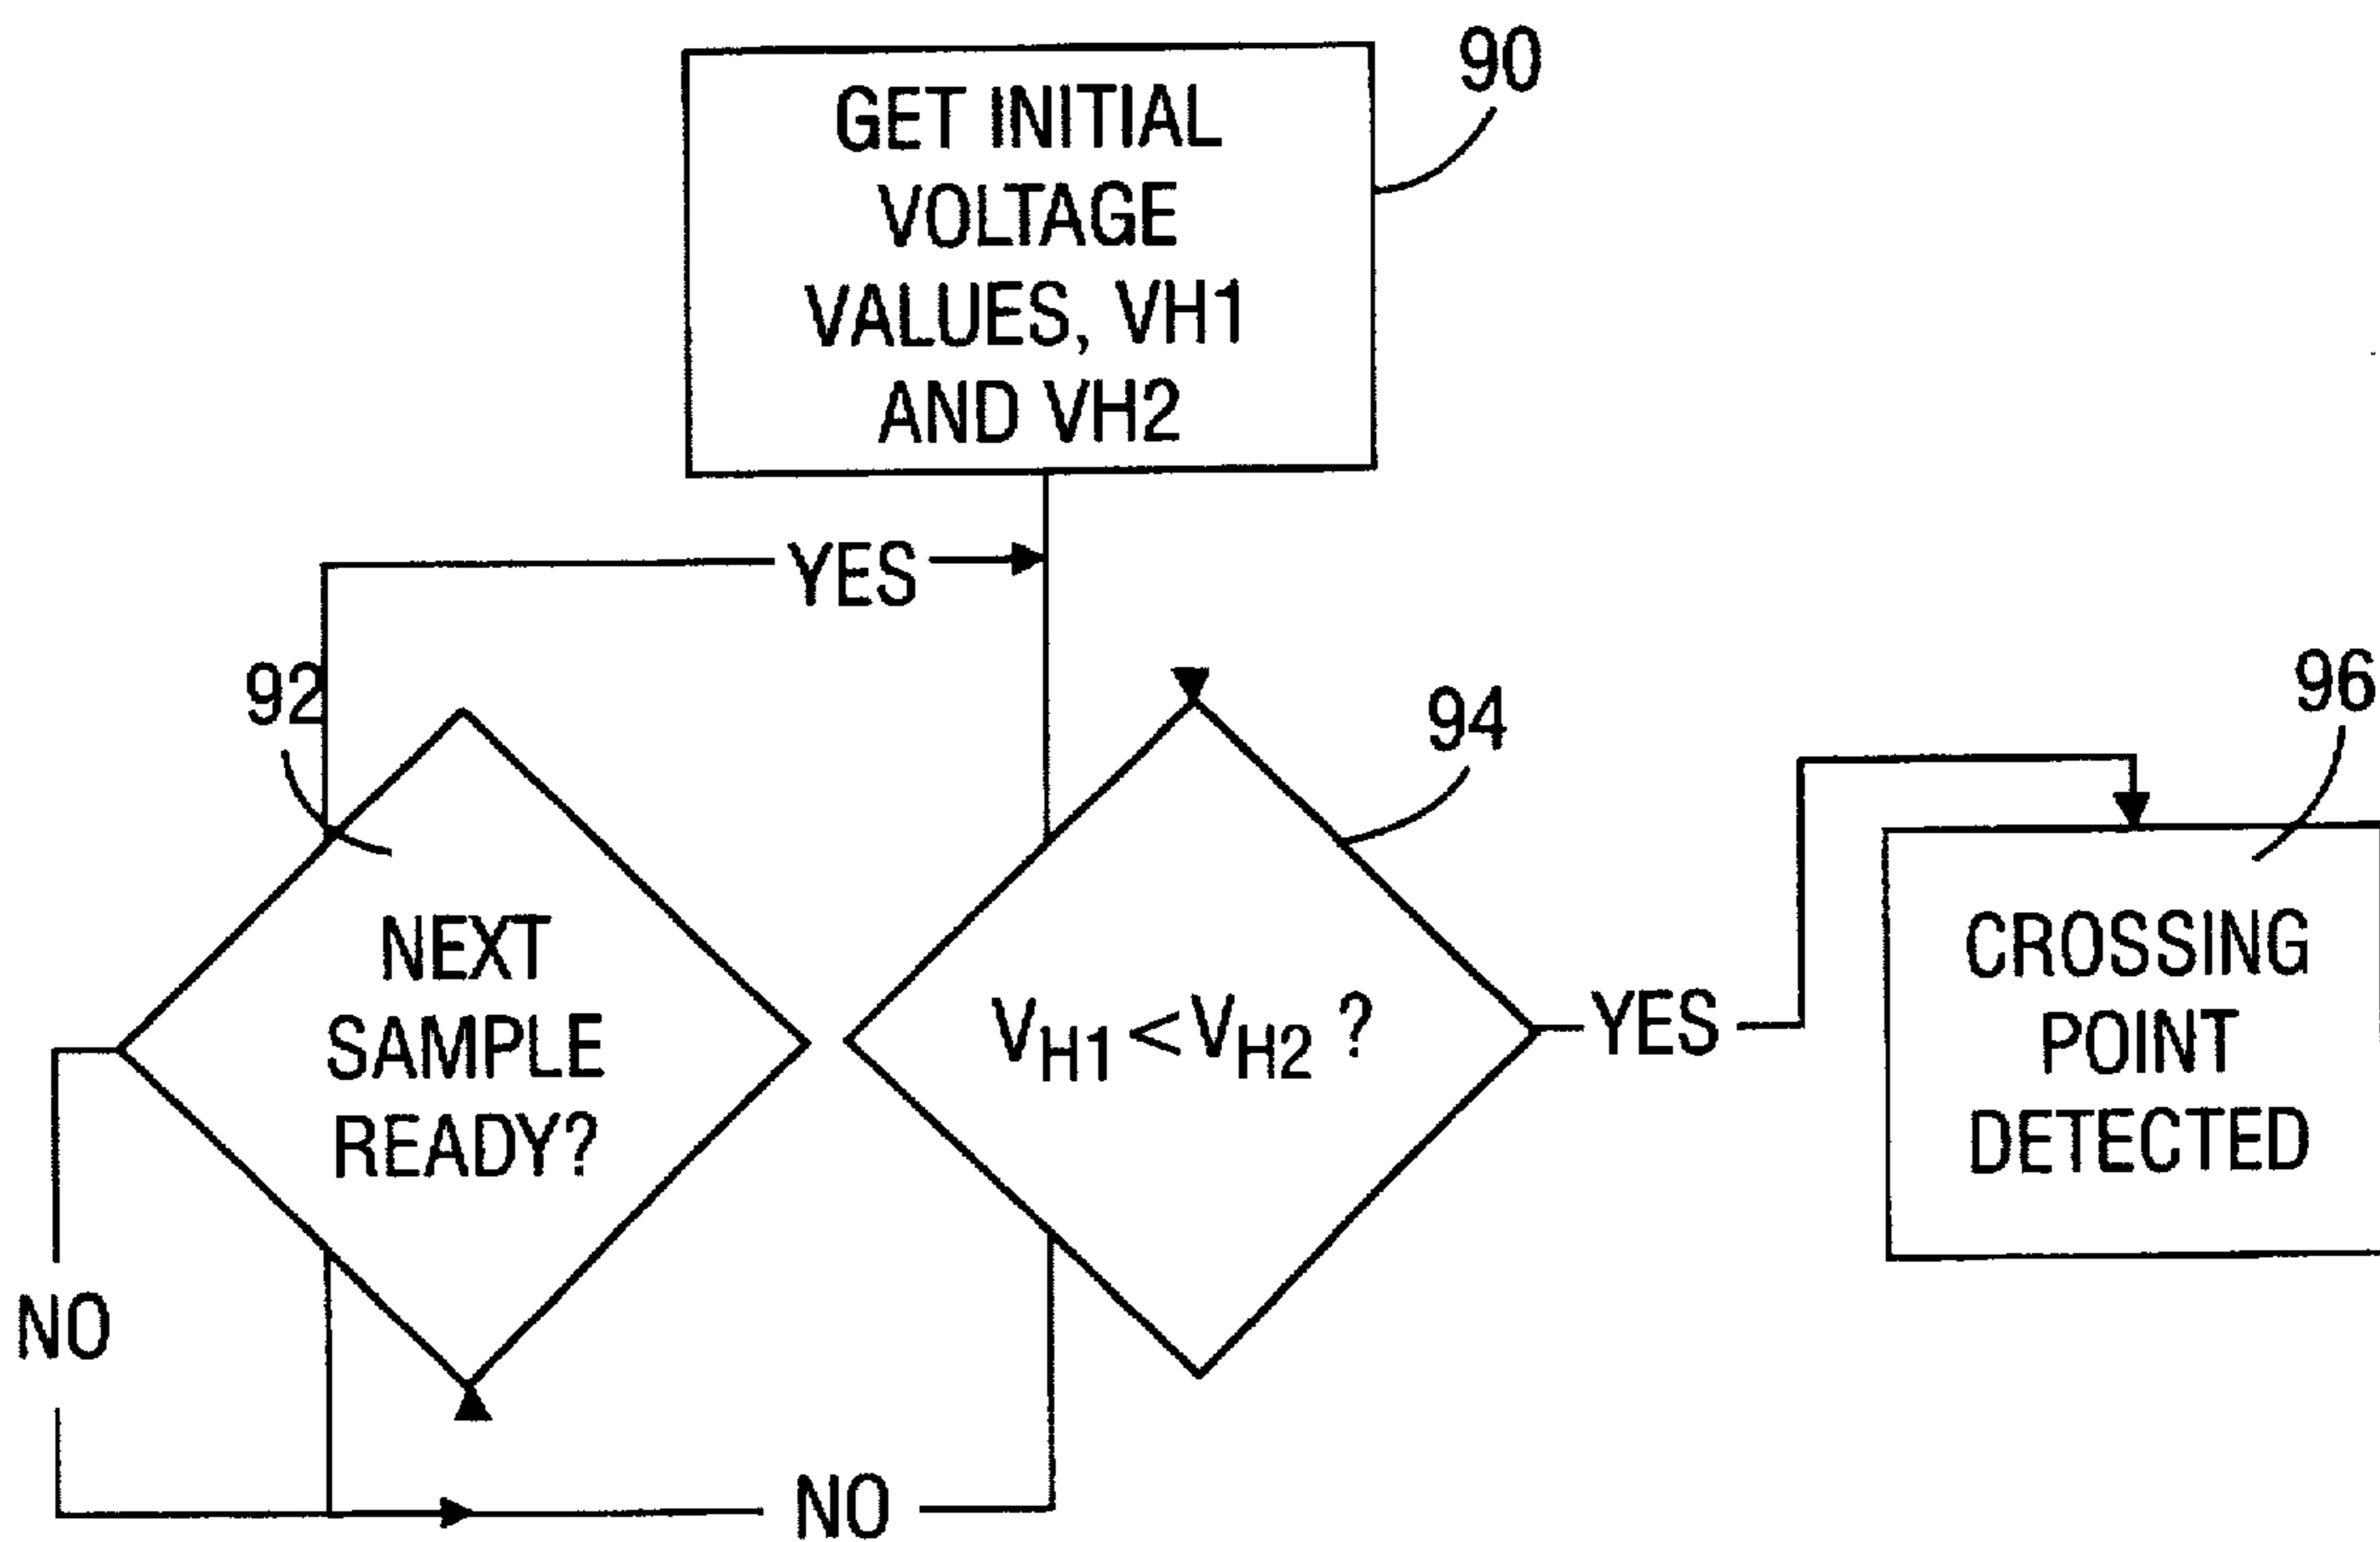 90
GET INITIAL
VOLTAGE
VALUES, VH1
AND VH2
YES
92
94
96
NEXT
SAMPLE
READY?
VH1 < VH2 ?
YES
CROSSING
POINT
DETECTED
NO
NO